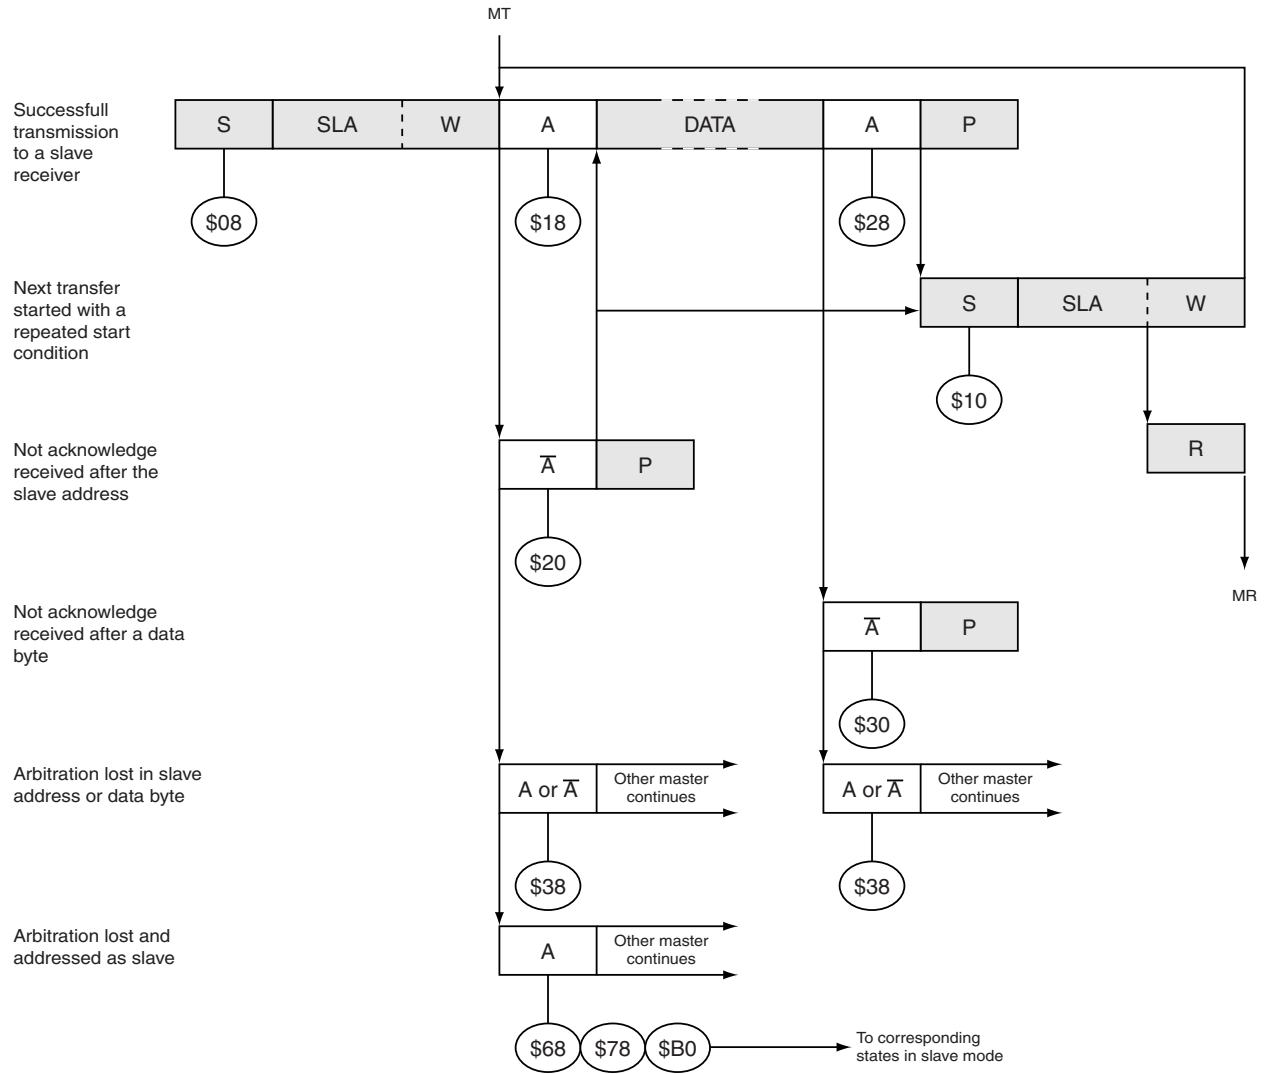 MT
Successfull
transmission
to a slave
receiver
S
SLA
W
A
DATA
A
P
$08
$18
$28
Next transfer
started with a
repeated start
condition
S
SLA
W
$10
Not acknowledge
received after the
slave address
A̅
P
R
$20
MR
Not acknowledge
received after a data
byte
A̅
P
$30
Arbitration lost in slave
address or data byte
A or A̅
Other master
continues
A or A̅
Other master
continues
$38
$38
Arbitration lost and
addressed as slave
A
Other master
continues
$68
$78
$B0
To corresponding
states in slave mode